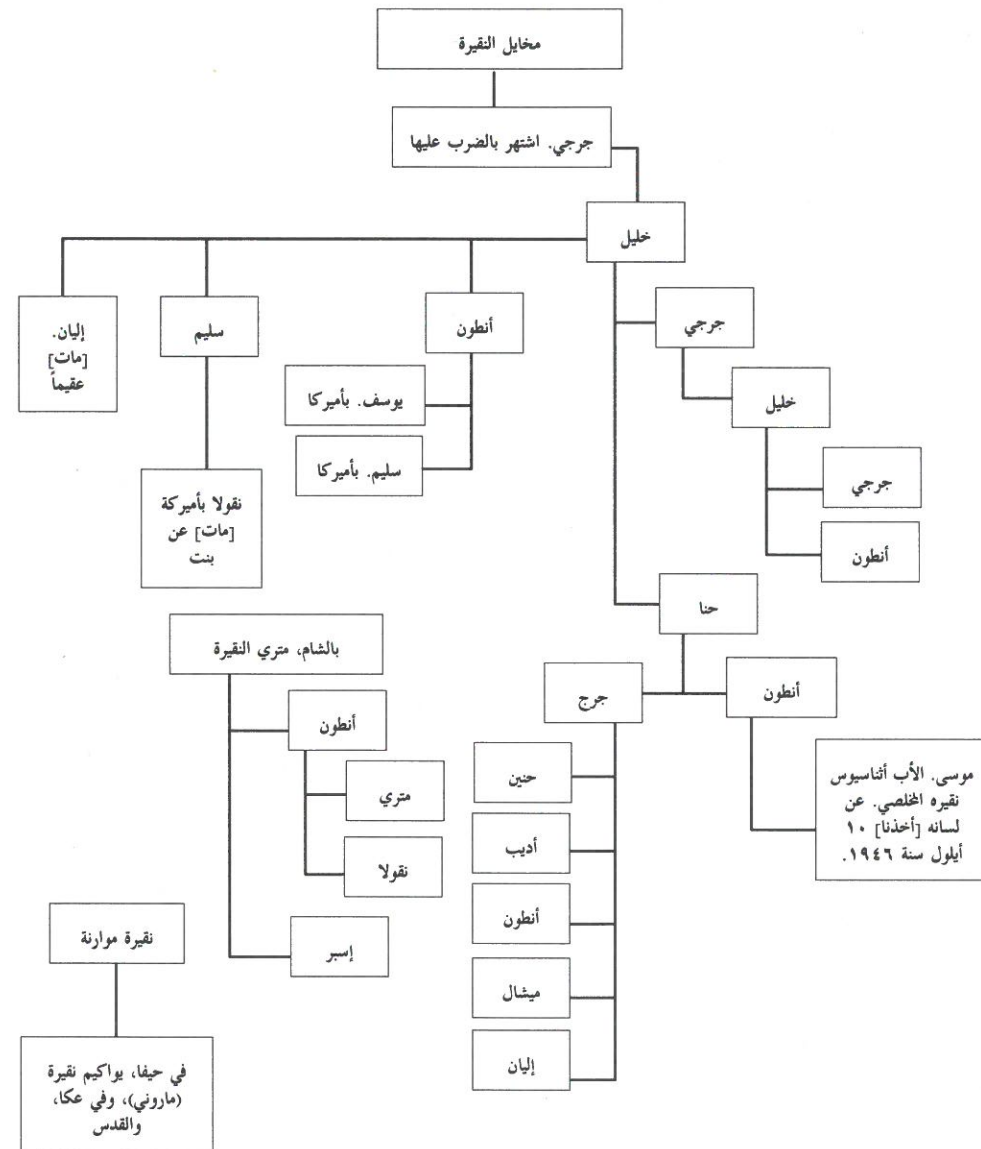 مخايل النقيرة
جرجي. اشتهر بالضرب عليها
خليل
جرجي
خليل
جرجي
أنطون
أنطون
يوسف. بأميركا
سليم. بأميركا
سليم
نقولا بأميركة
[مات] عن
بنت
إليان.
[مات]
عقيماً
حنا
أنطون
موسى. الأب أثناسيوس
نقيره المخلصي. عن
لسانه [أخذنا] ١٠
أيلول سنة ١٩٤٦.
جرج
حنين
أديب
أنطون
ميشال
إليان
بالشام، متري النقيرة
أنطون
متري
نقولا
إسبر
نقيرة موارنة
في حيفا، يواكيم نقيرة
(ماروني)، وفي عكا،
والقدس